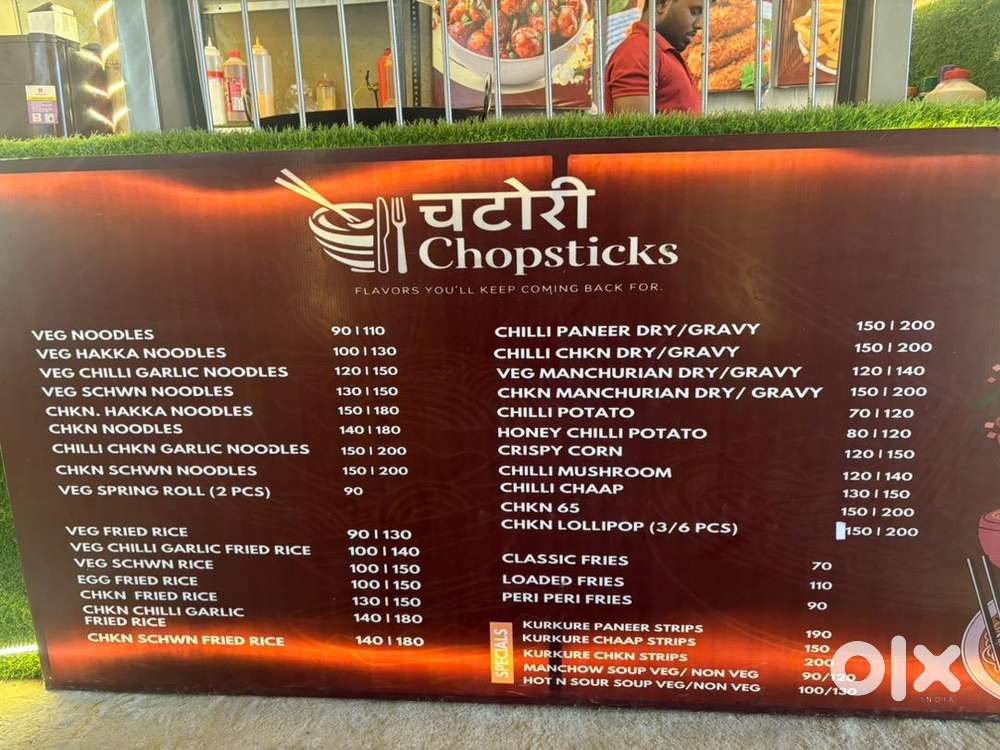 चटोरी
Chopsticks
FLAVORS YOU'LL KEEP COMING BACK FOR.
VEG NOODLES 90 | 110
VEG HAKKA NOODLES 100 | 130
VEG CHILLI GARLIC NOODLES 120 | 150
VEG SCHWN NOODLES 130 | 150
CHKN. HAKKA NOODLES 150 | 180
CHKN NOODLES 140 | 180
CHILLI CHKN GARLIC NOODLES 150 | 200
CHKN SCHWN NOODLES 150 | 200
VEG SPRING ROLL (2 PCS) 90
VEG FRIED RICE 90 | 130
VEG CHILLI GARLIC FRIED RICE 100 | 140
VEG SCHWN RICE 100 | 150
EGG FRIED RICE 100 | 150
CHKN FRIED RICE 130 | 150
CHKN CHILLI GARLIC 140 | 180
FRIED RICE
CHKN SCHWN FRIED RICE 140 | 180
CHILLI PANEER DRY/GRAVY 150 | 200
CHILLI CHKN DRY/GRAVY 150 | 200
VEG MANCHURIAN DRY/GRAVY 120 | 140
CHKN MANCHURIAN DRY/ GRAVY 150 | 200
CHILLI POTATO 70 | 120
HONEY CHILLI POTATO 80 | 120
CRISPY CORN 120 | 150
CHILLI MUSHROOM 120 | 140
CHILLI CHAAP 130 | 150
CHKN 65 150 | 200
CHKN LOLLIPOP (3/6 PCS) 150 | 200
CLASSIC FRIES 70
LOADED FRIES 110
PERI PERI FRIES 90
SPECIALS
KURKURE PANEER STRIPS 190
KURKURE CHAAP STRIPS 150
KURKURE CHKN STRIPS 200
MANCHOW SOUP VEG/ NON VEG 90/120
HOT N SOUR SOUP VEG/NON VEG 100/130
olx
INDIA